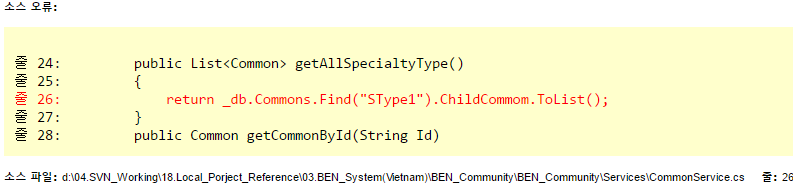 소스 오류:
줄 24:         public List<Common> getAllSpecialtyType()
줄 25:         {
줄 26:             return _db.Commons.Find("SType1").ChildCommom.ToList();
줄 27:         }
줄 28:         public Common getCommonById(String Id)
소스 파일: d:\04.SVN_Working\18.Local_Porject_Reference\03.BEN_System(Vietnam)\BEN_Community\BEN_Community\Services\CommonService.cs    줄: 26